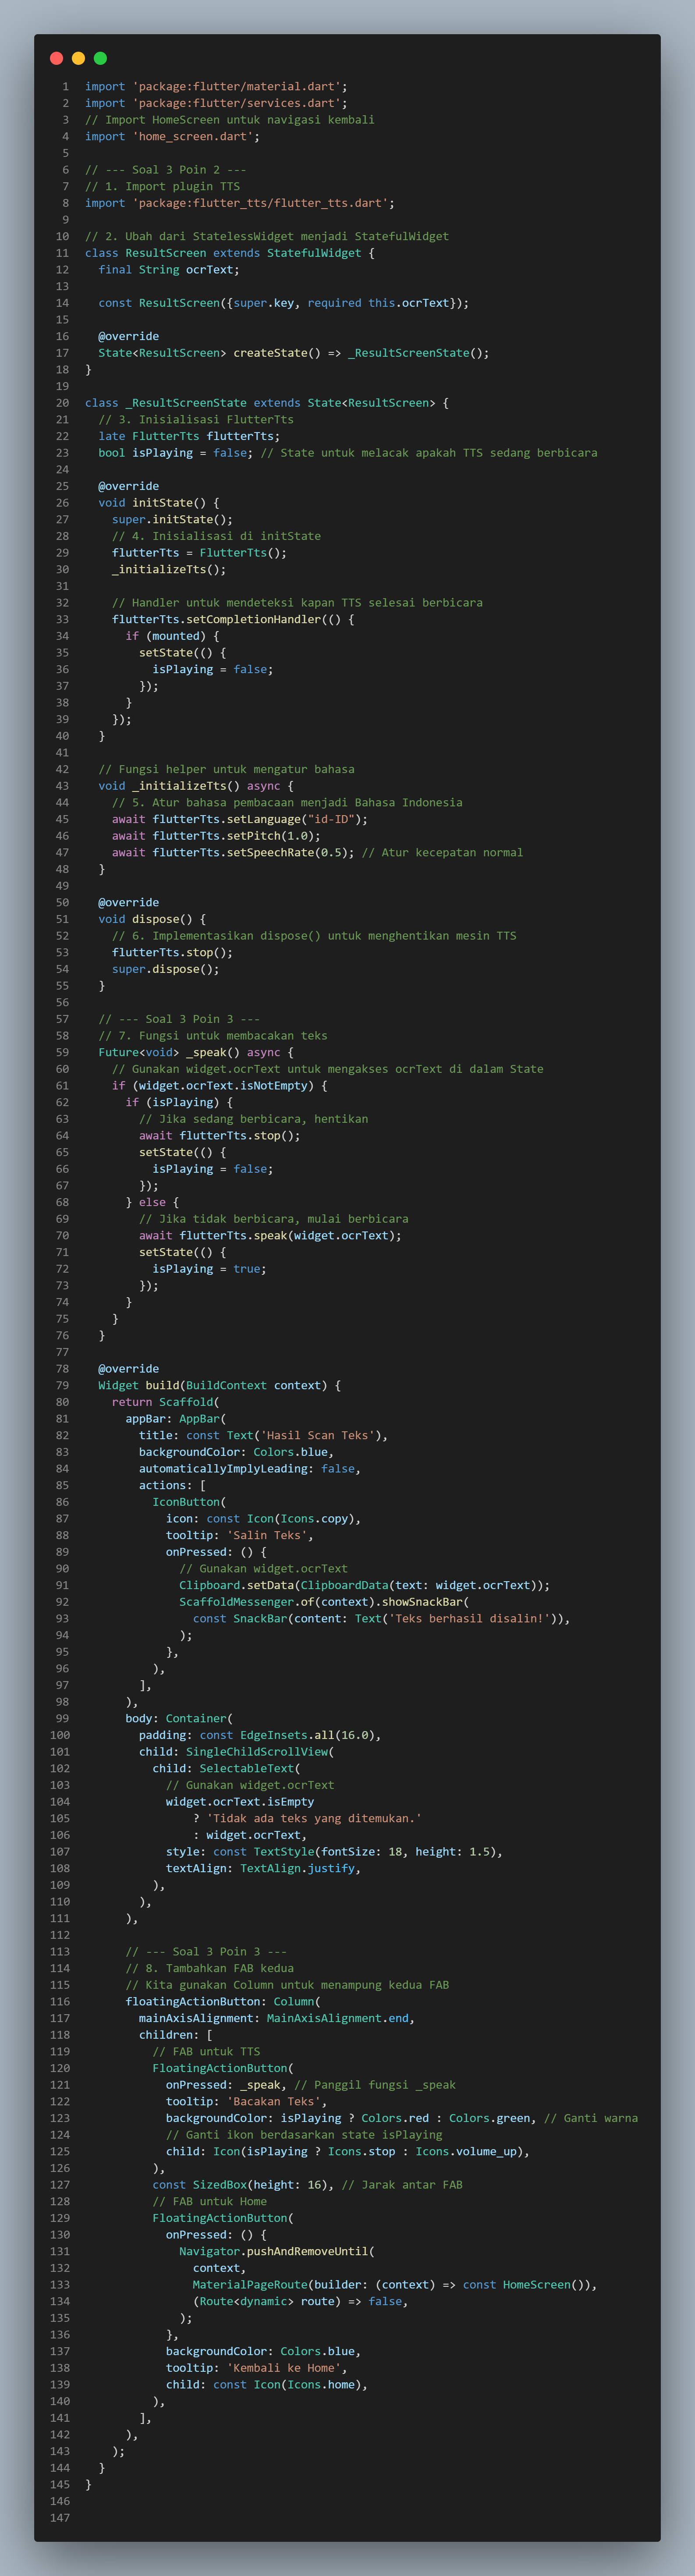 1 import 'package:flutter/material.dart';
2 import 'package:flutter/services.dart';
3 // Import HomeScreen untuk navigasi kembali
4 import 'home_screen.dart';
5
6 // --- Soal 3 Poin 2 ---
7 // 1. Import plugin TTS
8 import 'package:flutter_tts/flutter_tts.dart';
9
10 // 2. Ubah dari StatelessWidget menjadi StatefulWidget
11 class ResultScreen extends StatefulWidget {
12   final String ocrText;
13
14   const ResultScreen({super.key, required this.ocrText});
15
16   @override
17   State<ResultScreen> createState() => _ResultScreenState();
18 }
19
20 class _ResultScreenState extends State<ResultScreen> {
21   // 3. Inisialisasi FlutterTts
22   late FlutterTts flutterTts;
23   bool isPlaying = false; // State untuk melacak apakah TTS sedang berbicara
24
25   @override
26   void initState() {
27     super.initState();
28     // 4. Inisialisasi di initState
29     flutterTts = FlutterTts();
30     _initializeTts();
31
32     // Handler untuk mendeteksi kapan TTS selesai berbicara
33     flutterTts.setCompletionHandler(() {
34       if (mounted) {
35         setState(() {
36           isPlaying = false;
37         });
38       }
39     });
40   }
41
42   // Fungsi helper untuk mengatur bahasa
43   void _initializeTts() async {
44     // 5. Atur bahasa pembacaan menjadi Bahasa Indonesia
45     await flutterTts.setLanguage("id-ID");
46     await flutterTts.setPitch(1.0);
47     await flutterTts.setSpeechRate(0.5); // Atur kecepatan normal
48   }
49
50   @override
51   void dispose() {
52     // 6. Implementasikan dispose() untuk menghentikan mesin TTS
53     flutterTts.stop();
54     super.dispose();
55   }
56
57   // --- Soal 3 Poin 3 ---
58   // 7. Fungsi untuk membacakan teks
59   Future<void> _speak() async {
60     // Gunakan widget.ocrText untuk mengakses ocrText di dalam State
61     if (widget.ocrText.isNotEmpty) {
62       if (isPlaying) {
63         // Jika sedang berbicara, hentikan
64         await flutterTts.stop();
65         setState(() {
66           isPlaying = false;
67         });
68       } else {
69         // Jika tidak berbicara, mulai berbicara
70         await flutterTts.speak(widget.ocrText);
71         setState(() {
72           isPlaying = true;
73         });
74       }
75     }
76   }
77
78   @override
79   Widget build(BuildContext context) {
80     return Scaffold(
81       appBar: AppBar(
82         title: const Text('Hasil Scan Teks'),
83         backgroundColor: Colors.blue,
84         automaticallyImplyLeading: false,
85         actions: [
86           IconButton(
87             icon: const Icon(Icons.copy),
88             tooltip: 'Salin Teks',
89             onPressed: () {
90               // Gunakan widget.ocrText
91               Clipboard.setData(ClipboardData(text: widget.ocrText));
92               ScaffoldMessenger.of(context).showSnackBar(
93                 const SnackBar(content: Text('Teks berhasil disalin!')),
94               );
95             },
96           ),
97         ],
98       ),
99       body: Container(
100         padding: const EdgeInsets.all(16.0),
101         child: SingleChildScrollView(
102           child: SelectableText(
103             // Gunakan widget.ocrText
104             widget.ocrText.isEmpty
105                 ? 'Tidak ada teks yang ditemukan.'
106                 : widget.ocrText,
107             style: const TextStyle(fontSize: 18, height: 1.5),
108             textAlign: TextAlign.justify,
109           ),
110         ),
111       ),
112
113       // --- Soal 3 Poin 3 ---
114       // 8. Tambahkan FAB kedua
115       // Kita gunakan Column untuk menampung kedua FAB
116       floatingActionButton: Column(
117         mainAxisAlignment: MainAxisAlignment.end,
118         children: [
119           // FAB untuk TTS
120           FloatingActionButton(
121             onPressed: _speak, // Panggil fungsi _speak
122             tooltip: 'Bacakan Teks',
123             backgroundColor: isPlaying ? Colors.red : Colors.green, // Ganti warna
124             // Ganti ikon berdasarkan state isPlaying
125             child: Icon(isPlaying ? Icons.stop : Icons.volume_up),
126           ),
127           const SizedBox(height: 16), // Jarak antar FAB
128           // FAB untuk Home
129           FloatingActionButton(
130             onPressed: () {
131               Navigator.pushAndRemoveUntil(
132                 context,
133                 MaterialPageRoute(builder: (context) => const HomeScreen()),
134                 (Route<dynamic> route) => false,
135               );
136             },
137             backgroundColor: Colors.blue,
138             tooltip: 'Kembali ke Home',
139             child: const Icon(Icons.home),
140           ),
141         ],
142       ),
143     );
144   }
145 }
146
147